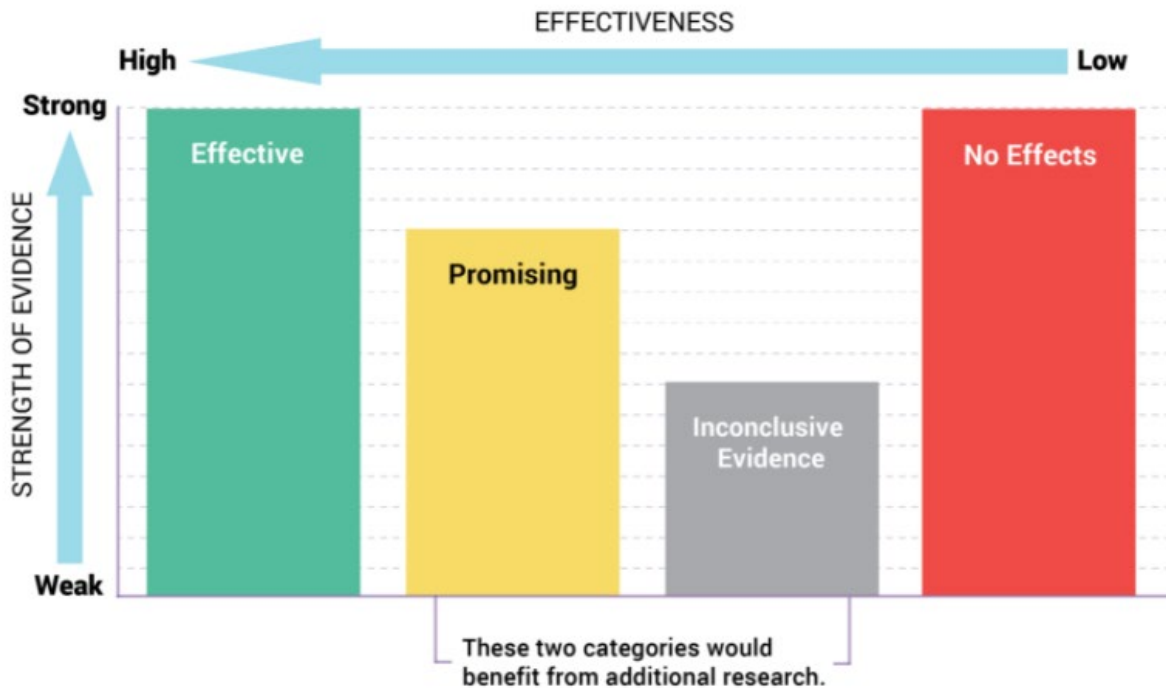 EFFECTIVENESS
High
Low
Strong
STRENGTH OF EVIDENCE
Weak
Effective
Promising
Inconclusive
Evidence
No Effects
These two categories would
benefit from additional research.